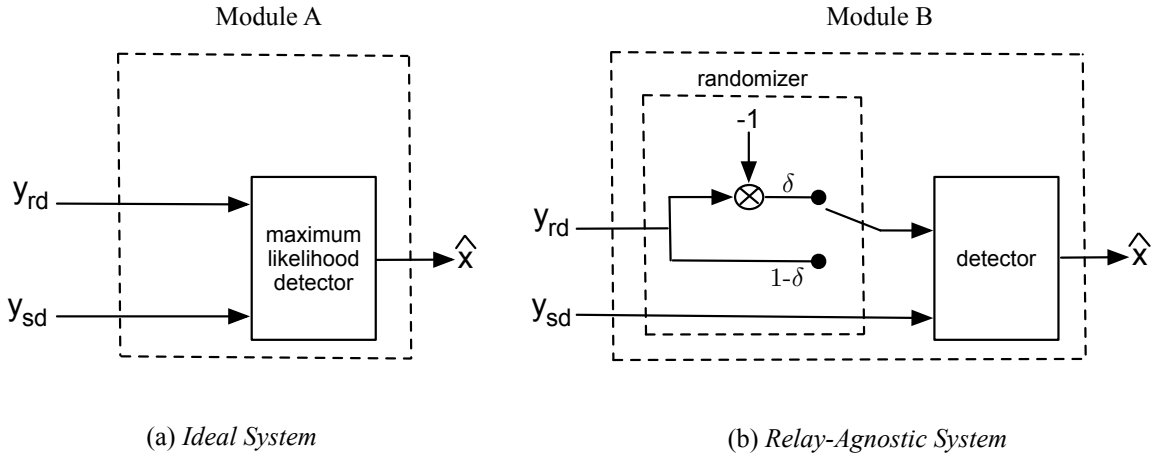 Module A
Module B
randomizer
-1
δ
y_rd
maximum
likelihood
detector
x̂
y_sd
y_rd
1-δ
detector
x̂
y_sd
(a) Ideal System
(b) Relay-Agnostic System